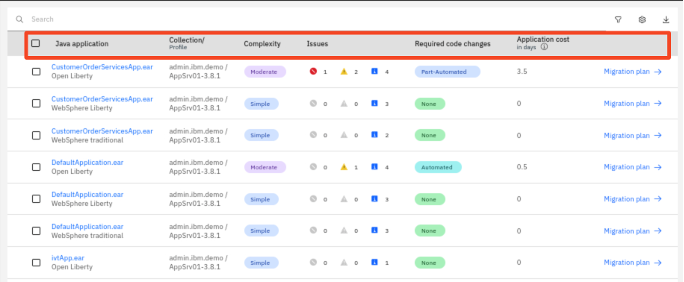 Search
Java application Collection/ Profile Complexity Issues Required code changes Application cost in days
CustomerOrderServicesApp.ear admin.ibm.demo / Moderate 1 2 4 Part-Automated 3.5 Migration plan →
Open Liberty AppSrv01-3.8.1
CustomerOrderServicesApp.ear admin.ibm.demo / Simple 0 0 3 None 0 Migration plan →
WebSphere Liberty AppSrv01-3.8.1
CustomerOrderServicesApp.ear admin.ibm.demo / Simple 0 0 2 None 0 Migration plan →
WebSphere traditional AppSrv01-3.8.1
DefaultApplication.ear admin.ibm.demo / Moderate 0 1 4 Automated 0.5 Migration plan →
Open Liberty AppSrv01-3.8.1
DefaultApplication.ear admin.ibm.demo / Simple 0 0 3 None 0 Migration plan →
WebSphere Liberty AppSrv01-3.8.1
DefaultApplication.ear admin.ibm.demo / Simple 0 0 3 None 0 Migration plan →
WebSphere traditional AppSrv01-3.8.1
ivtApp.ear admin.ibm.demo / Simple 0 0 1 None 0 Migration plan →
Open Liberty AppSrv01-3.8.1